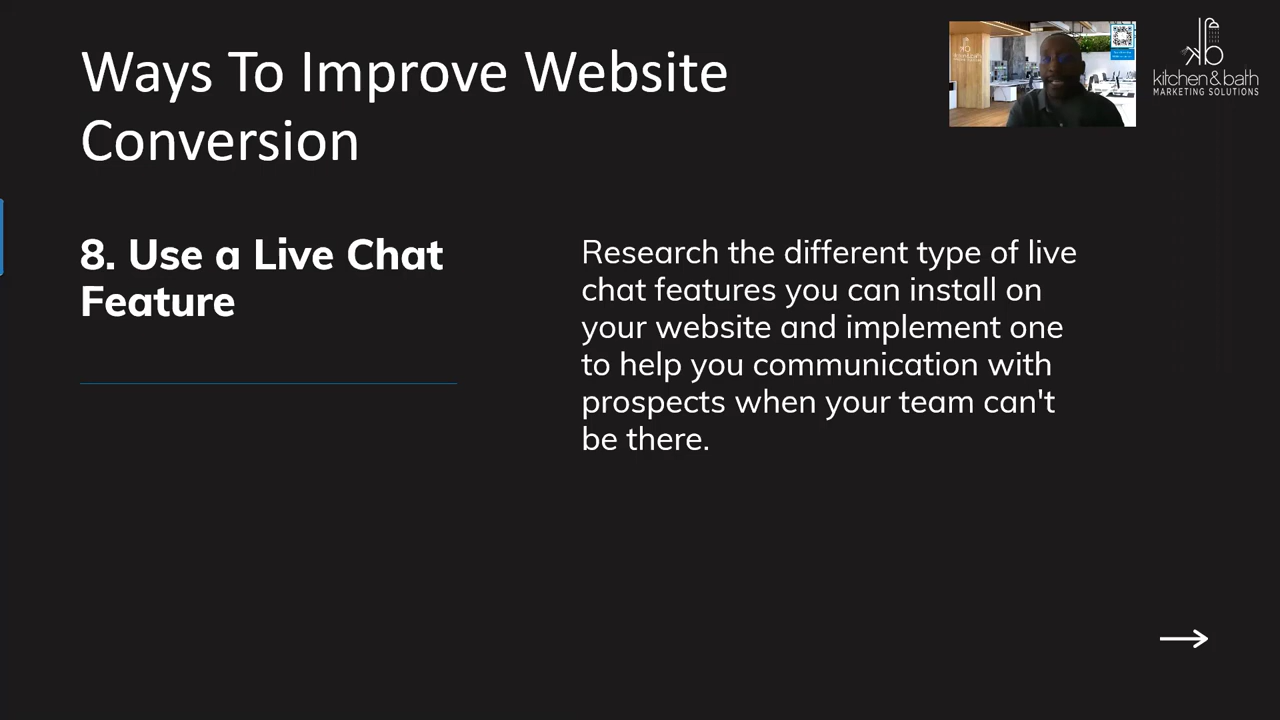 Ways To Improve Website
Conversion
kitchen & bath
MARKETING SOLUTIONS
8. Use a Live Chat
Feature
Research the different type of live
chat features you can install on
your website and implement one
to help you communication with
prospects when your team can't
be there.